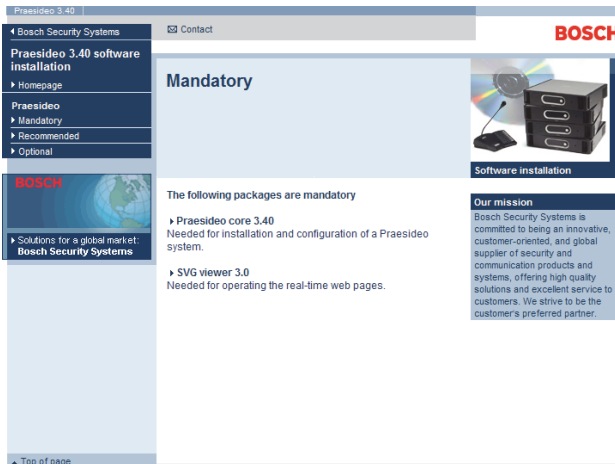 Praesideo 3.40
Bosch Security Systems
Praesideo 3.40 software
installation
Homepage
Praesideo
Mandatory
Recommended
Optional
BOSCH
Solutions for a global market:
Bosch Security Systems
Top of page
Contact
Mandatory
The following packages are mandatory
Praesideo core 3.40
Needed for installation and configuration of a Praesideo
system.
SVG viewer 3.0
Needed for operating the real-time web pages.
BOSCH
Software installation
Our mission
Bosch Security Systems is
committed to being an innovative,
customer-oriented, and global
supplier of security and
communication products and
systems, offering high quality
solutions and excellent service to
customers. We strive to be the
customer's preferred partner.